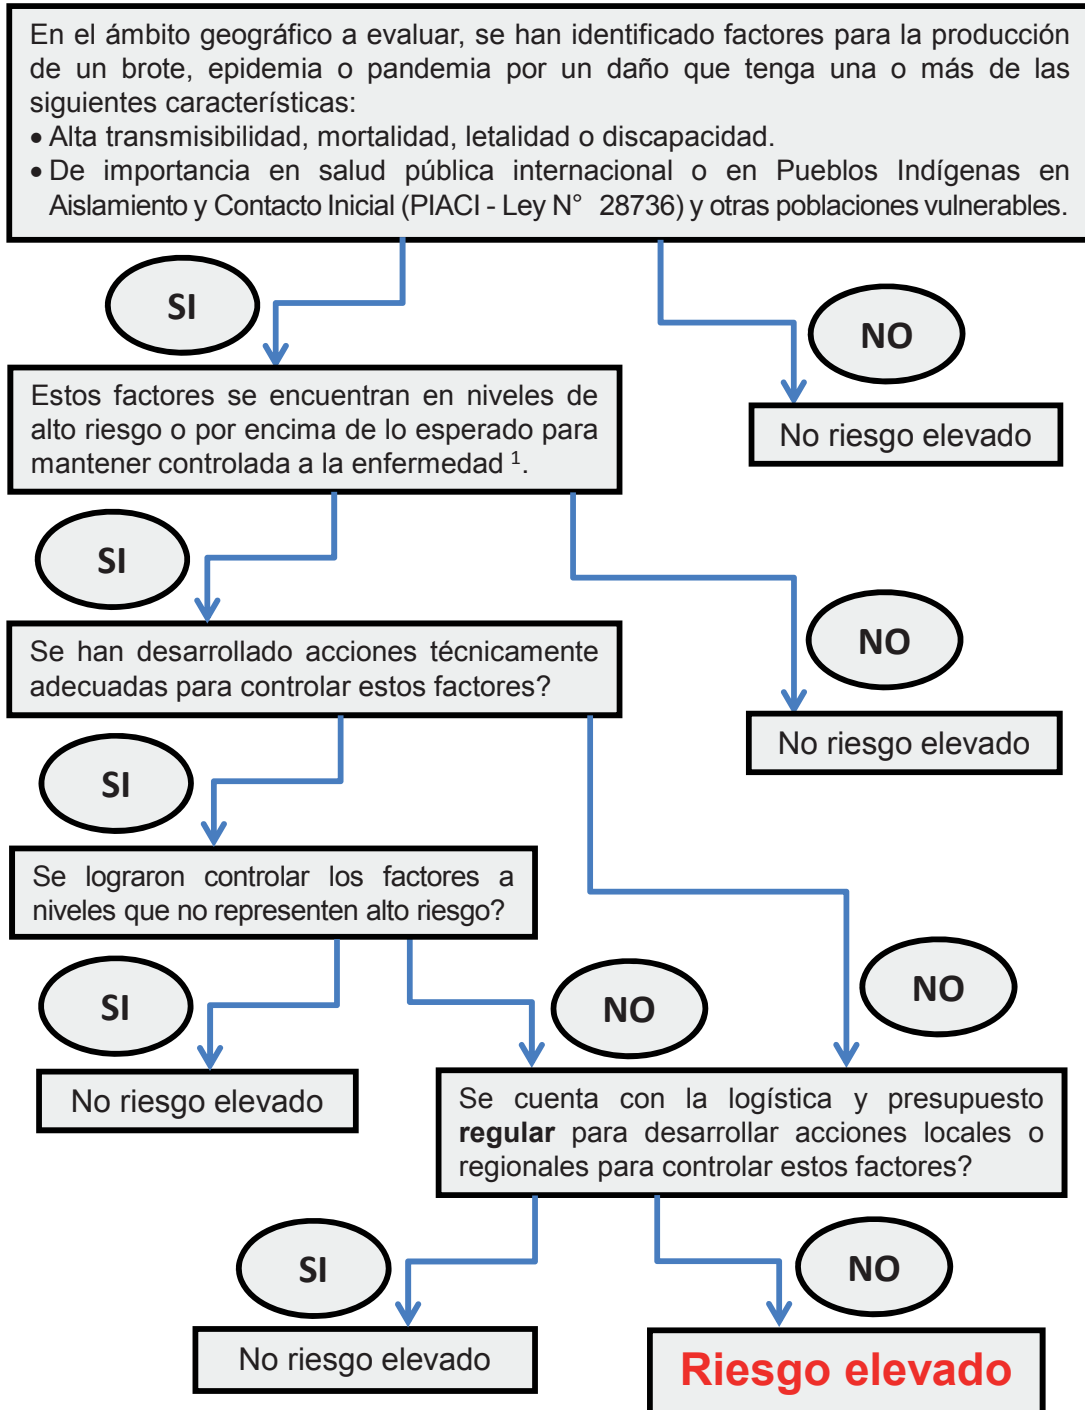 En el ámbito geográfico a evaluar, se han identificado factores para la producción
de un brote, epidemia o pandemia por un daño que tenga una o más de las
siguientes características:
• Alta transmisibilidad, mortalidad, letalidad o discapacidad.
• De importancia en salud pública internacional o en Pueblos Indígenas en
Aislamiento y Contacto Inicial (PIACI - Ley N° 28736) y otras poblaciones vulnerables.
SI
NO
Estos factores se encuentran en niveles de
alto riesgo o por encima de lo esperado para
mantener controlada a la enfermedad ¹.
No riesgo elevado
SI
NO
Se han desarrollado acciones técnicamente
adecuadas para controlar estos factores?
No riesgo elevado
SI
Se lograron controlar los factores a
niveles que no representen alto riesgo?
SI
NO
NO
No riesgo elevado
Se cuenta con la logística y presupuesto
regular para desarrollar acciones locales o
regionales para controlar estos factores?
SI
NO
No riesgo elevado
Riesgo elevado